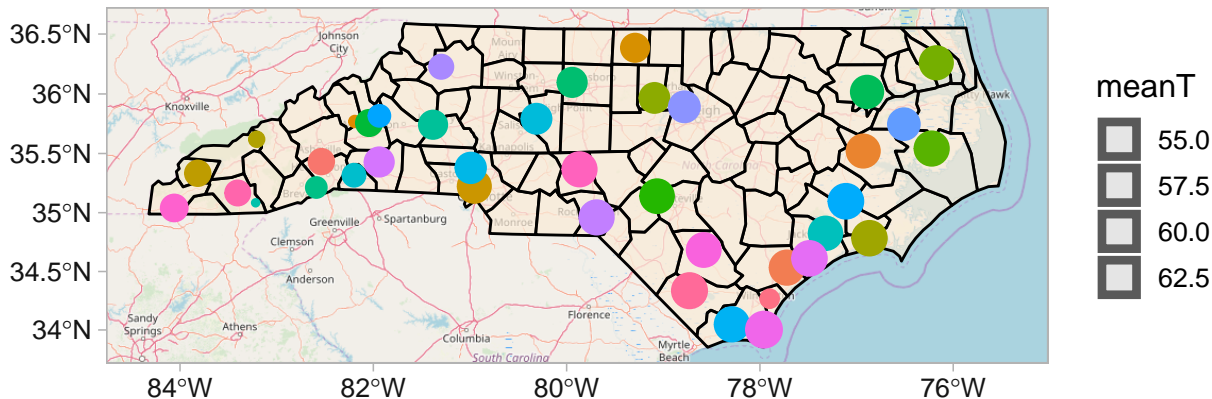 36.5°N
36°N
35.5°N
35°N
34.5°N
34°N
Johnson
City
Knoxville
Greenville
Spartanburg
Clemson
Anderson
Sandy
Springs
Athens
Columbia
Florence
Myrtle
Beach
South Carolina
North Carolina
Monroe
84°W
82°W
80°W
78°W
76°W
meanT
55.0
57.5
60.0
62.5